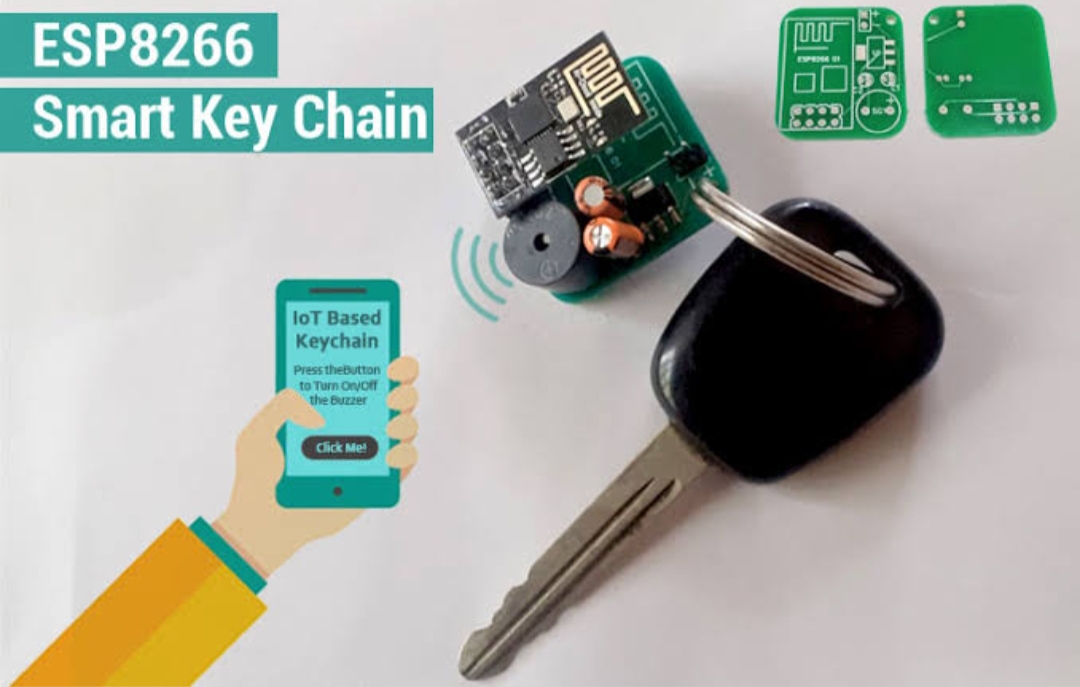 ESP8266
Smart Key Chain
IoT Based
Keychain
Press theButton
to Turn On/Off
the Buzzer
Click Me!
ESP8266 01